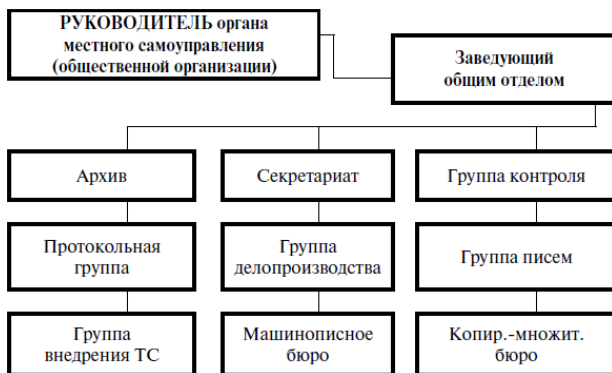 РУКОВОДИТЕЛЬ органа
местного самоуправления
(общественной организации)
Заведующий
общим отделом
Архив
Секретариат
Группа контроля
Протокольная
группа
Группа
делопроизводства
Группа писем
Группа
внедрения ТС
Машинописное
бюро
Копир.-множит.
бюро